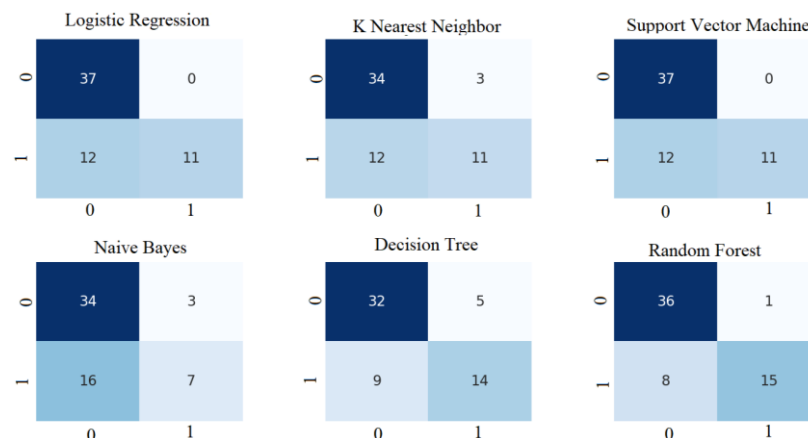 Logistic Regression
K Nearest Neighbor
Support Vector Machine
0 37 0
1 12 11
0 1
0 34 3
1 12 11
0 1
0 37 0
1 12 11
0 1
Naive Bayes
Decision Tree
Random Forest
0 34 3
1 16 7
0 1
0 32 5
1 9 14
0 1
0 36 1
1 8 15
0 1